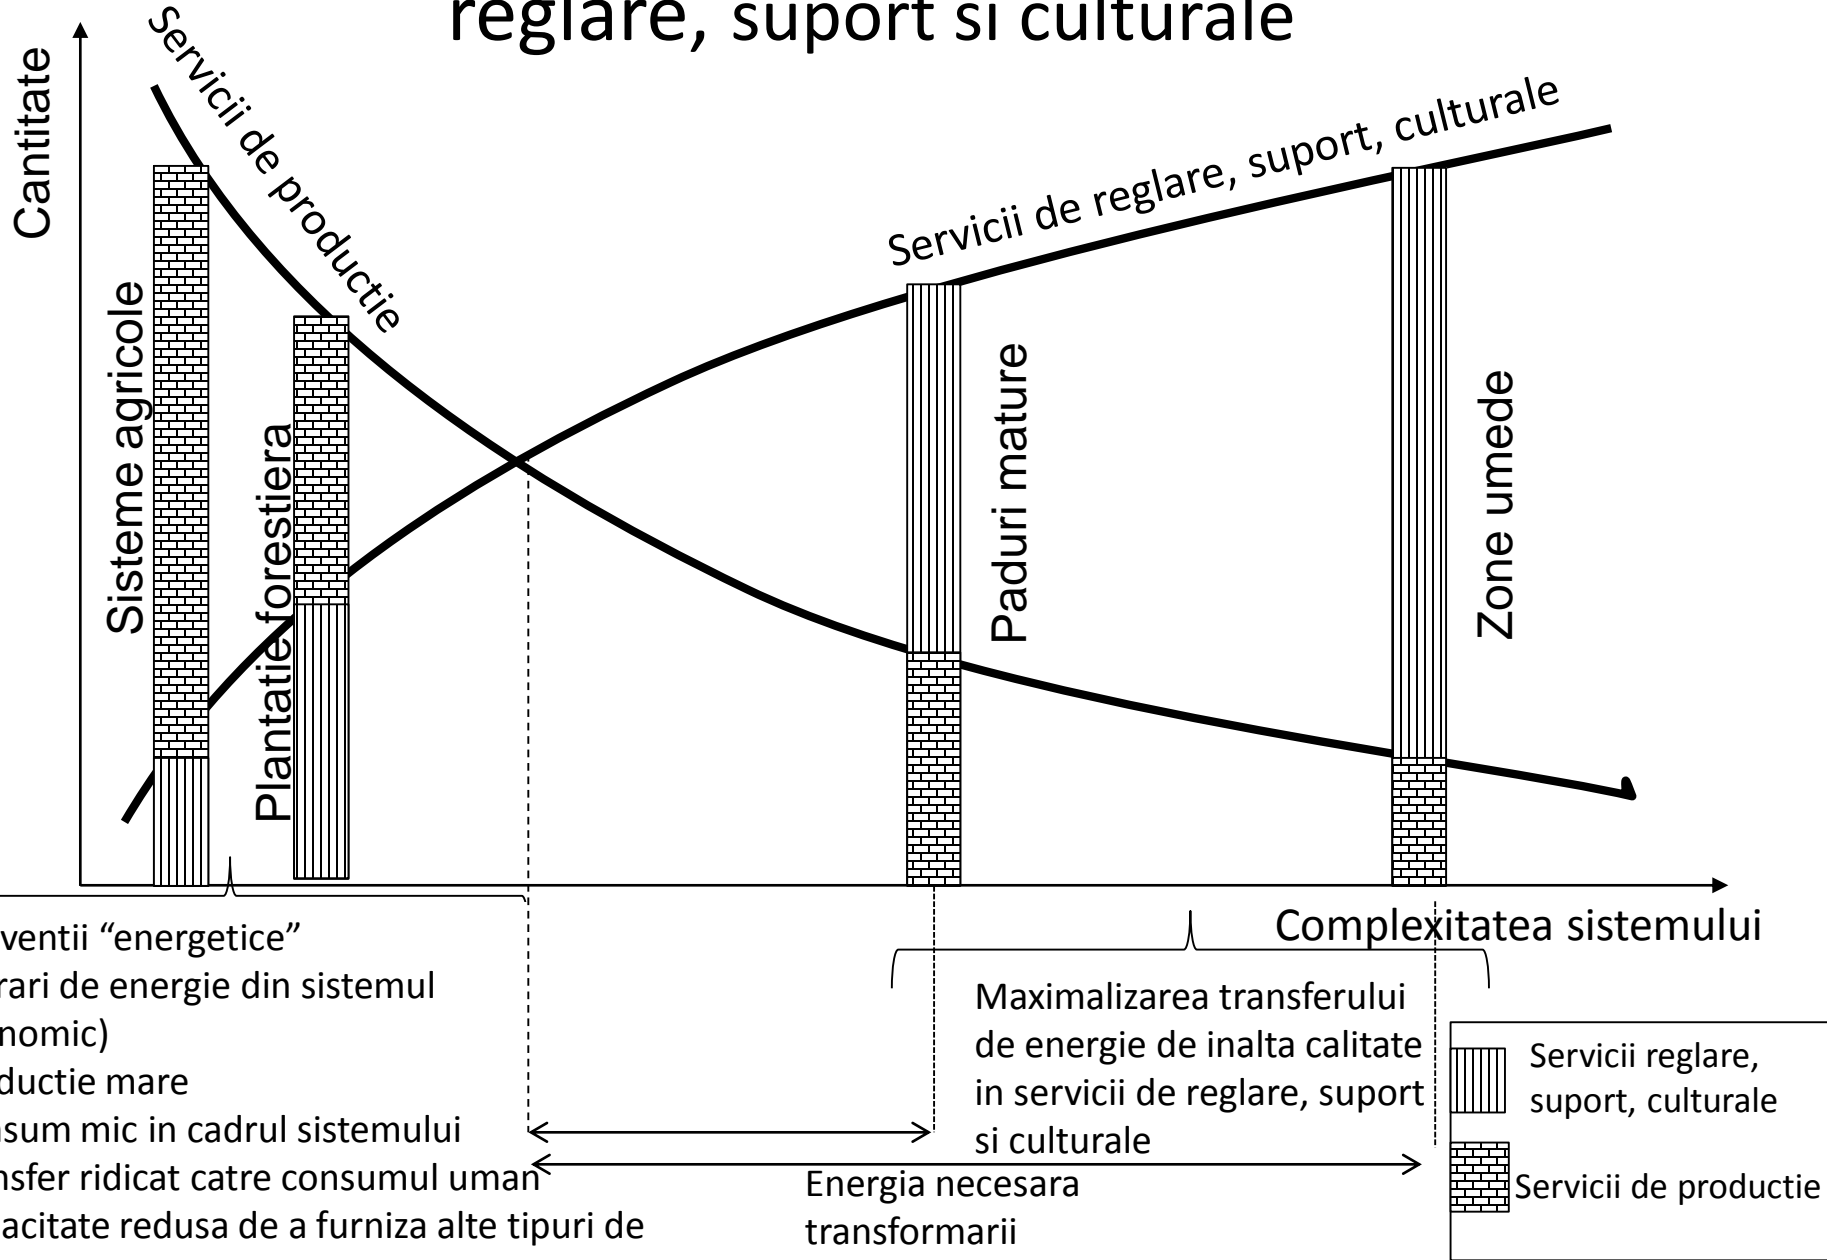 reglare, suport si culturale
Cantitate
Servicii de productie
Servicii de reglare, suport, culturale
Sisteme agricole
Plantatie forestiera
Paduri mature
Zone umede
Complexitatea sistemului
ventii “energetice”
rari de energie din sistemul
nomic)
ductie mare
sum mic in cadrul sistemului
nsfer ridicat catre consumul uman
acitate redusa de a furniza alte tipuri de
Maximalizarea transferului
de energie de inalta calitate
in servicii de reglare, suport
si culturale
Energia necesara
transformarii
Servicii reglare,
suport, culturale
Servicii de productie